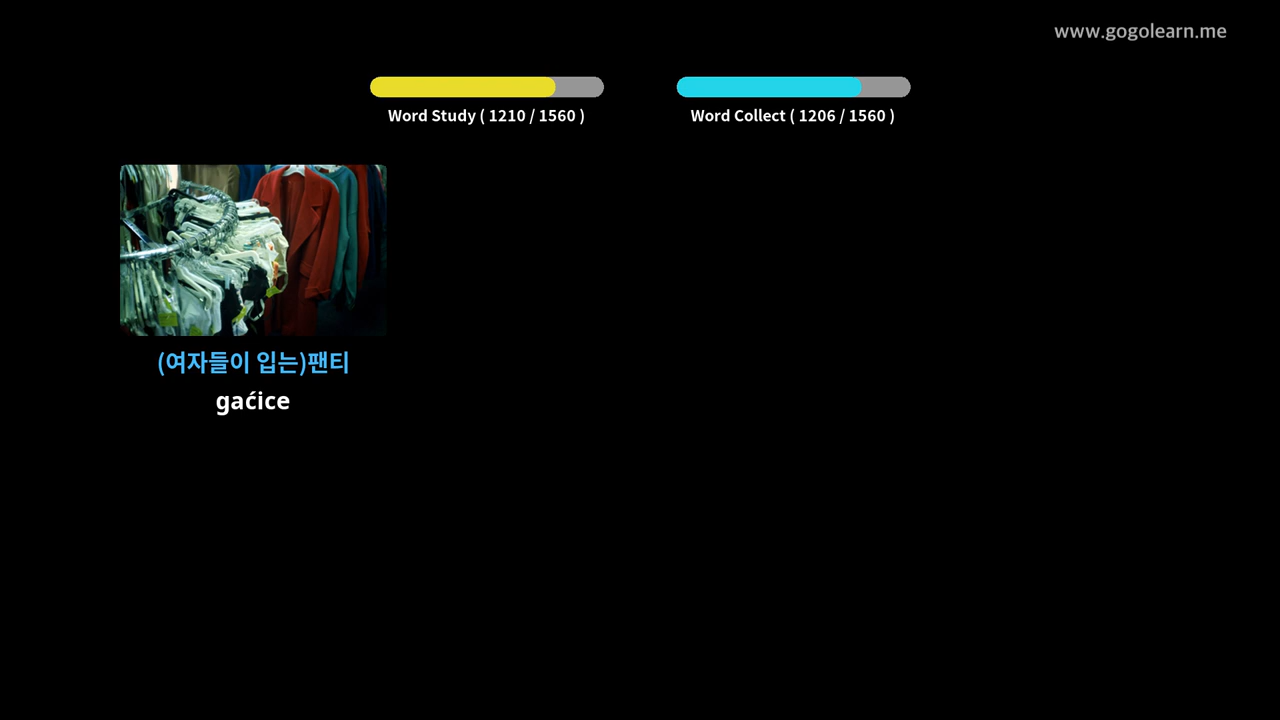 www.gogolearn.me
Word Study ( 1210 / 1560 )
Word Collect ( 1206 / 1560 )
(여자들이 입는)팬티
gaćice